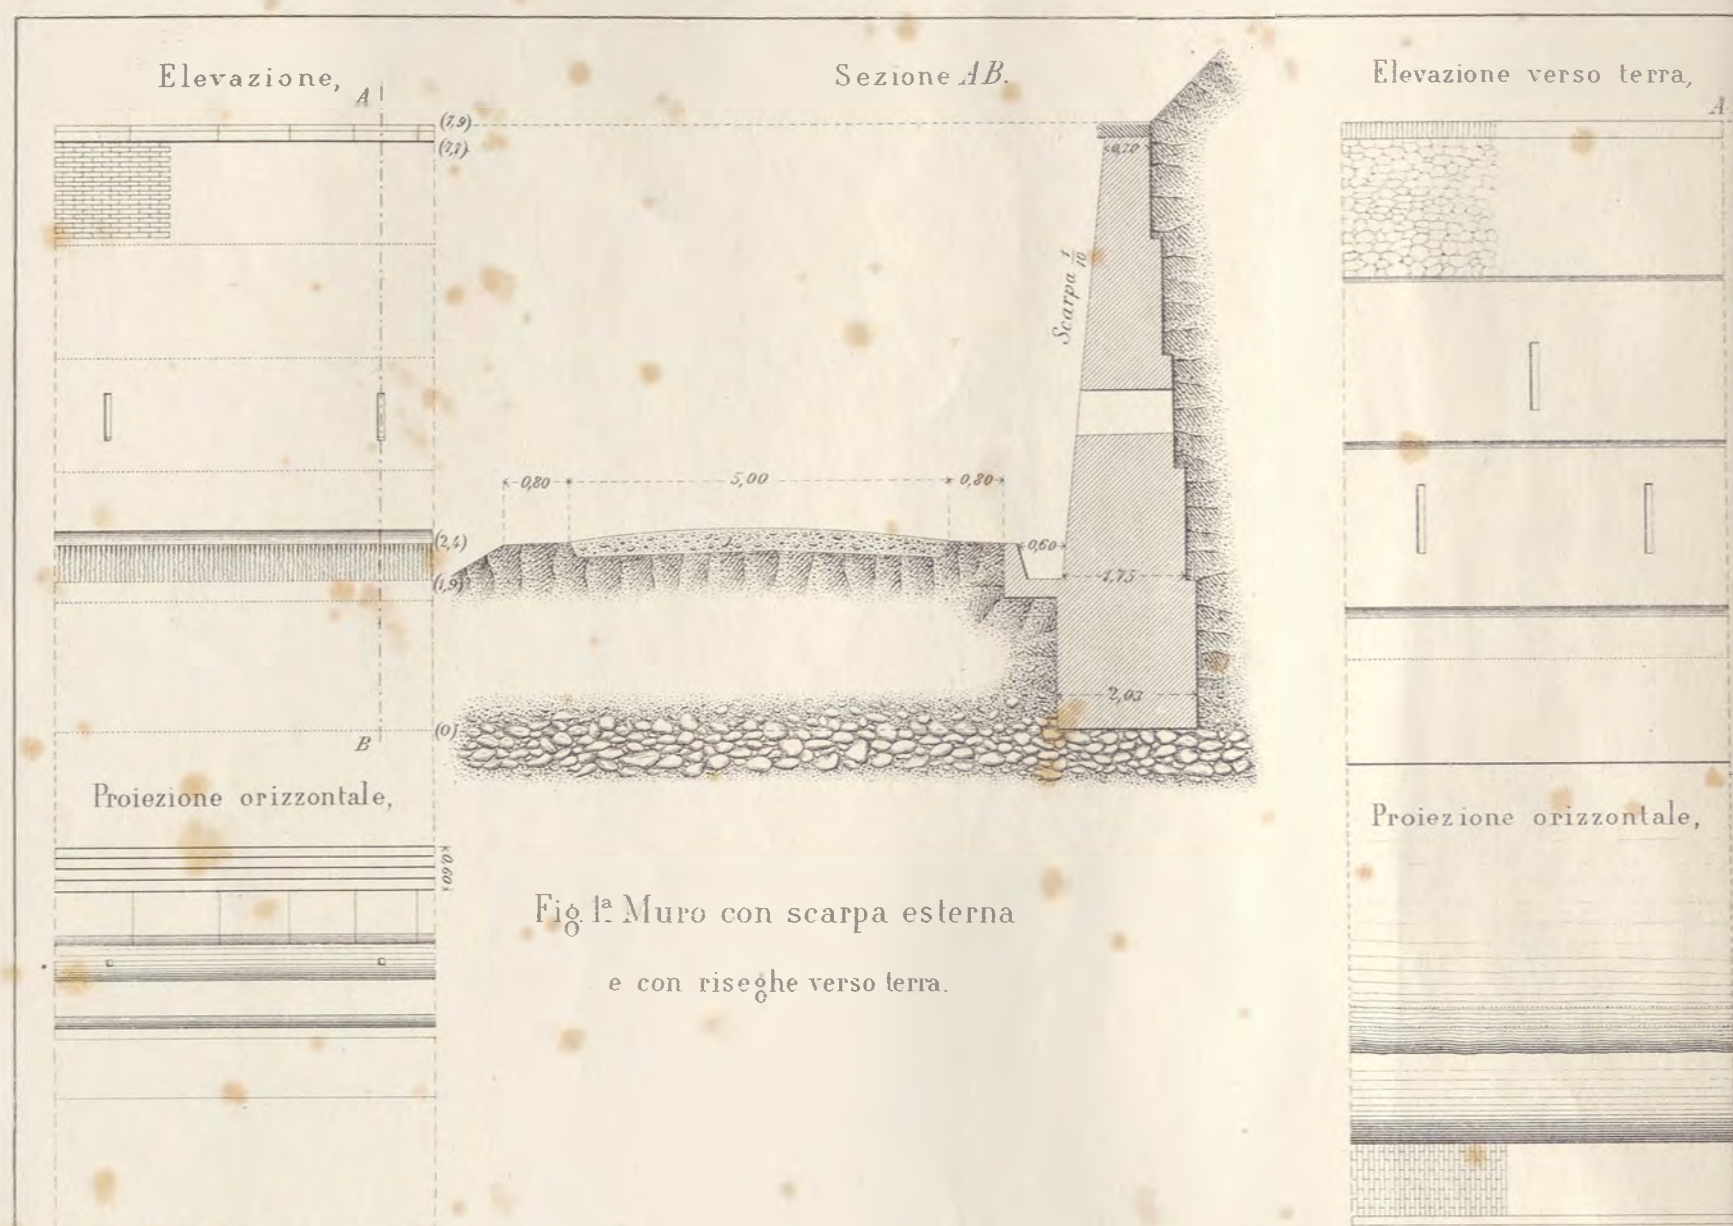 Elevazione,
Sezione AB.
Elevazione verso terra,
A
A
(7,9)
(7,7)
0,70
Scarpa 1/10
0,80
5,00
0,80
(2,4)
0,60
(1,9)
1,75
2,03
B
(0)
Proiezione orizzontale,
Proiezione orizzontale,
0,60
Fig. 1ª Muro con scarpa esterna
e con riseghe verso terra.